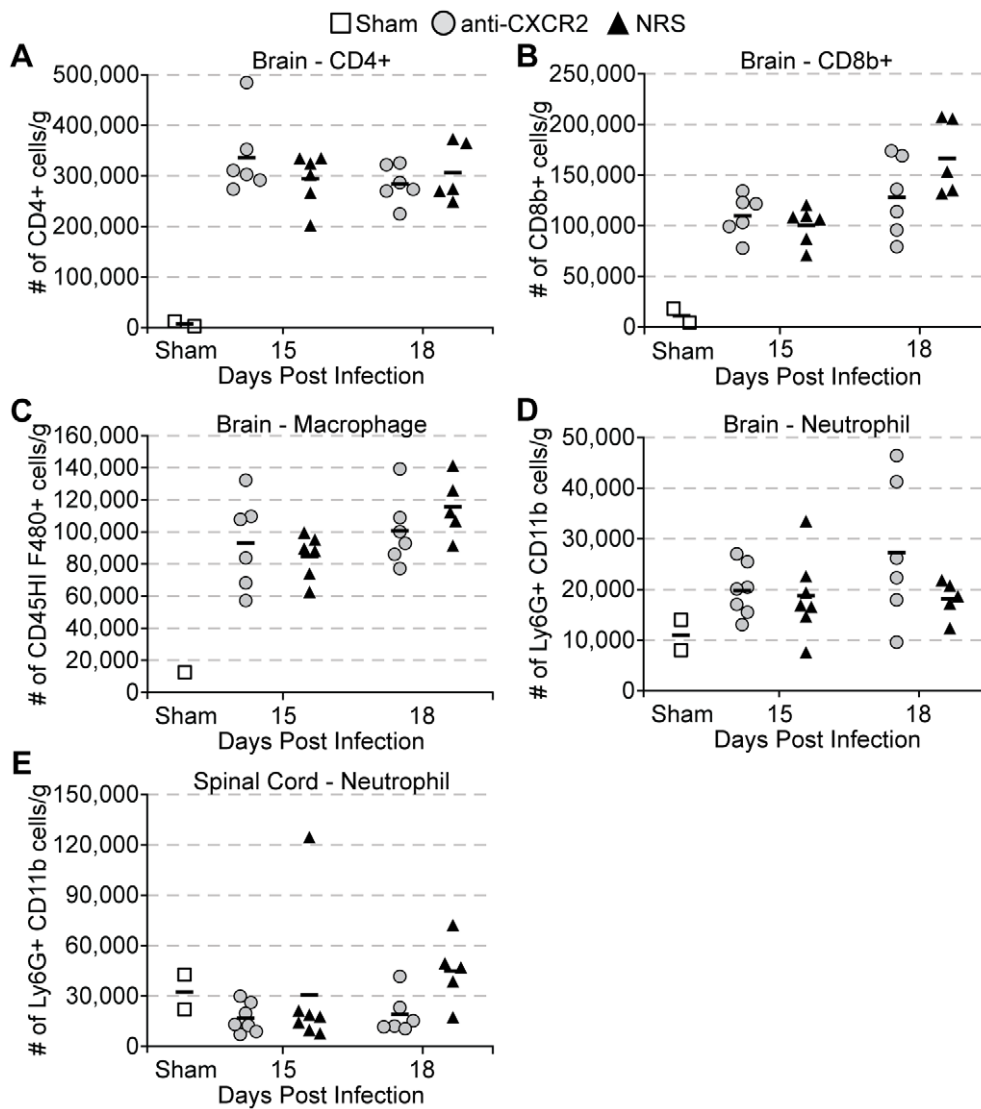 Sham anti-CXCR2 NRS
A
Brain - CD4+
# of CD4+ cells/g
500,000
400,000
300,000
200,000
100,000
0
Sham 15 18
Days Post Infection
B
Brain - CD8b+
# of CD8b+ cells/g
250,000
200,000
150,000
100,000
50,000
0
Sham 15 18
Days Post Infection
C
Brain - Macrophage
# of CD45HI F480+ cells/g
160,000
140,000
120,000
100,000
80,000
60,000
40,000
20,000
0
Sham 15 18
Days Post Infection
D
Brain - Neutrophil
# of Ly6G+ CD11b cells/g
50,000
40,000
30,000
20,000
10,000
0
Sham 15 18
Days Post Infection
E
Spinal Cord - Neutrophil
# of Ly6G+ CD11b cells/g
150,000
120,000
90,000
60,000
30,000
0
Sham 15 18
Days Post Infection